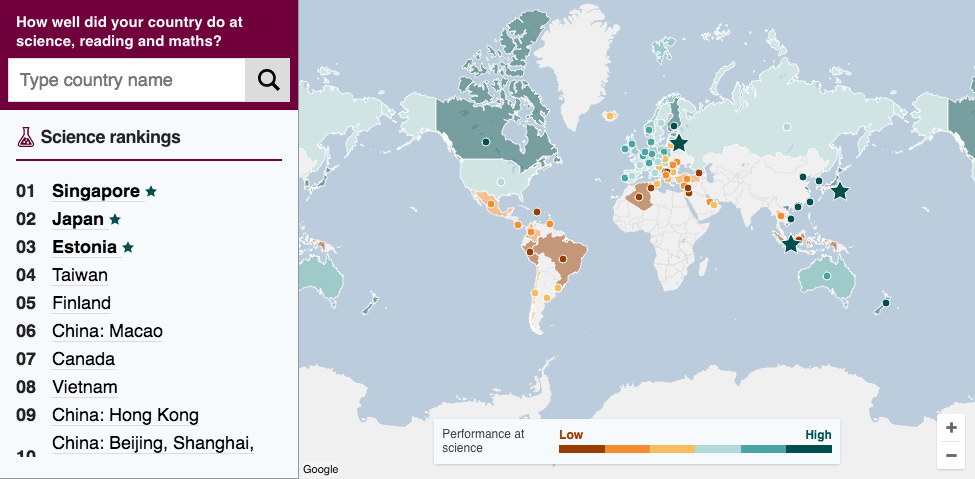 How well did your country do at
science, reading and maths?
Type country name
Science rankings
01 Singapore ★
02 Japan ★
03 Estonia ★
04 Taiwan
05 Finland
06 China: Macao
07 Canada
08 Vietnam
09 China: Hong Kong
10 China: Beijing, Shanghai,
Performance at
science
Low High
+
−
Google